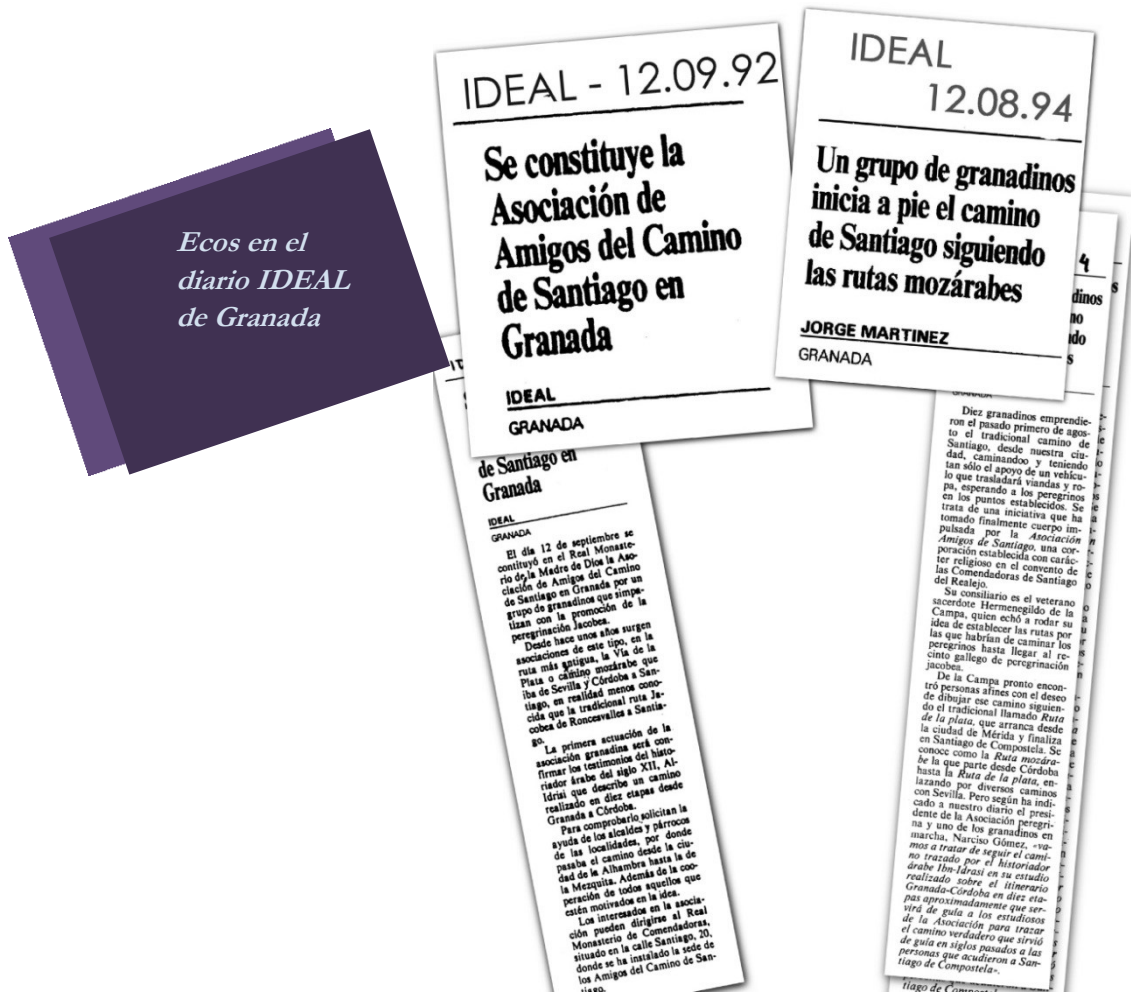 Ecos en el
diario IDEAL
de Granada
IDEAL - 12.09.92
Se constituye la
Asociación de
Amigos del Camino
de Santiago en
Granada
IDEAL
GRANADA
de Santiago en
Granada
IDEAL
GRANADA
El día 12 de septiembre se
contituyó en el Real Monaste-
rio de la Madre de Dios la Aso-
ciación de Amigos del Camino
de Santiago en Granada por un
grupo de granadinos que simpa-
tizan con la promoción de la
peregrinación Jacobea.
Desde hace unos años surgen
asociaciones de este tipo, en la
ruta más antigua, la Vía de la
Plata o camino mozárabe que
iba de Sevilla y Córdoba a San-
tiago, en realidad menos cono-
cida que la tradicional ruta Ja-
cobea de Roncesvalles a Santia-
go.
La primera actuación de la
asociación granadina será con-
firmar los testimonios del histo-
riador árabe del siglo XII, Al-
Idrisi que describe un camino
realizado en diez etapas desde
Granada a Córdoba.
Para comprobarlo solicitan la
ayuda de los alcaldes y párrocos
de las localidades, por donde
pasaba el camino desde la ciu-
dad de la Alhambra hasta la de
la Mezquita. Además de la coo-
peración de todos aquellos que
estén motivados en la idea.
Los interesados en la asocia-
ción pueden dirigirse al Real
Monasterio de Comendadoras,
situado en la calle Santiago, 20,
donde se ha instalado la sede de
los Amigos del Camino de San-
tiago.
IDEAL
12.08.94
Un grupo de granadinos
inicia a pie el camino
de Santiago siguiendo
las rutas mozárabes
JORGE MARTINEZ
GRANADA
4
dinos
no
do
s
GRANADA
Diez granadinos emprendie-
ron el pasado primero de agos-
to el tradicional camino de
Santiago, desde nuestra ciu-
dad, caminandoo y teniendo
tan sólo el apoyo de un vehícu-
lo que trasladará viandas y ro-
pa, esperando a los peregrinos
en los puntos establecidos. Se
trata de una iniciativa que ha
tomado finalmente cuerpo im-
pulsada por la Asociación
Amigos de Santiago, una cor-
poración establecida con carác-
ter religioso en el convento de
las Comendadoras de Santiago
del Realejo.
Su consiliario es el veterano
sacerdote Hermenegildo de la
Campa, quien echó a rodar su
idea de establecer las rutas por
las que habrían de caminar los
peregrinos hasta llegar al re-
cinto gallego de peregrinación
jacobea.
De la Campa pronto encon-
tró personas afines con el deseo
de dibujar ese camino siguien-
do el tradicional llamado Ruta
de la plata, que arranca desde
la ciudad de Mérida y finaliza
en Santiago de Compostela. Se
conoce como la Ruta mozára-
be la que parte desde Córdoba
hasta la Ruta de la plata, en-
lazando por diversos caminos
con Sevilla. Pero según ha indi-
cado a nuestro diario el presi-
dente de la Asociación peregri-
na y uno de los granadinos en
marcha, Narciso Gómez, «va-
mos a tratar de seguir el cami-
no trazado por el historiador
árabe Ibn-Idrasi en su estudio
realizado sobre el itinerario
Granada-Córdoba en diez eta-
pas aproximadamente que ser-
virá de guía a los estudiosos
de la Asociación para trazar
el camino verdadero que sirvió
de guía en siglos pasados a las
personas que acudieron a San-
tiago de Compostela».